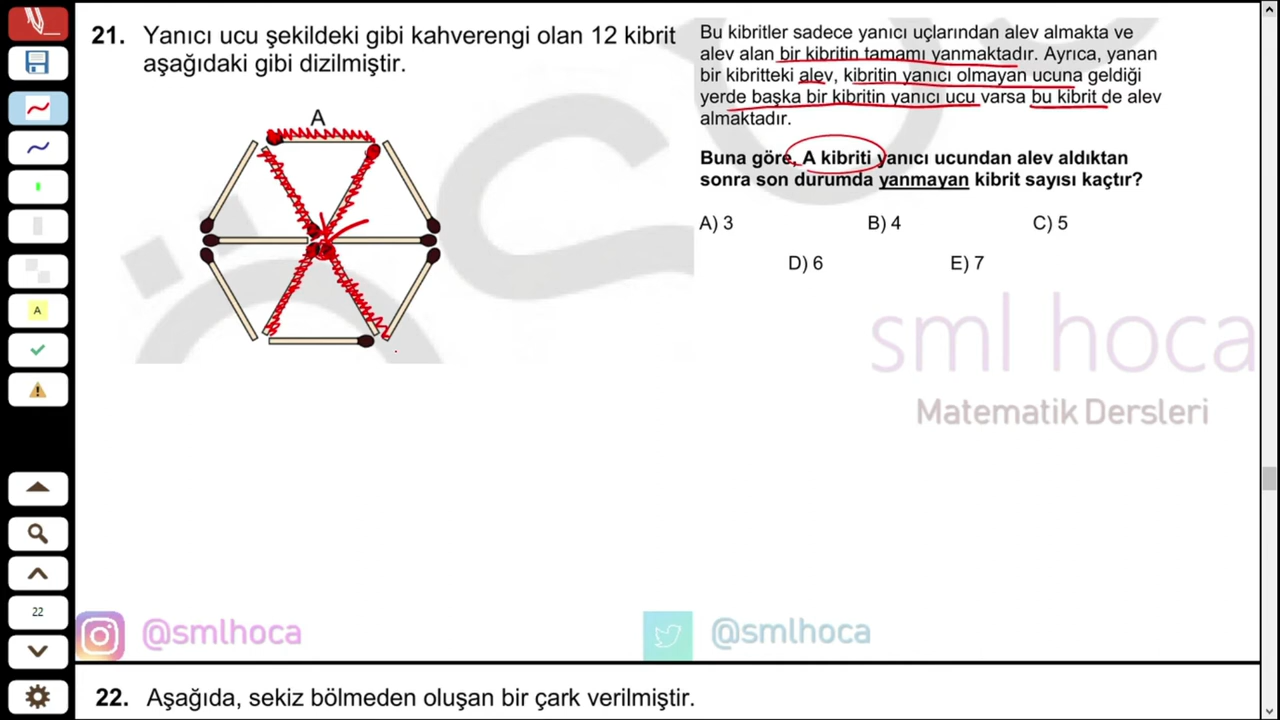 21. Yanıcı ucu şekildeki gibi kahverengi olan 12 kibrit
aşağıdaki gibi dizilmiştir.
A
Bu kibritler sadece yanıcı uçlarından alev almakta ve
alev alan bir kibritin tamamı yanmaktadır. Ayrıca, yanan
bir kibritteki alev, kibritin yanıcı olmayan ucuna geldiği
yerde başka bir kibritin yanıcı ucu varsa bu kibrit de alev
almaktadır.
Buna göre, A kibriti yanıcı ucundan alev aldıktan
sonra son durumda yanmayan kibrit sayısı kaçtır?
A) 3 B) 4 C) 5
D) 6 E) 7
sml hoca
Matematik Dersleri
A
22
@smlhoca @smlhoca
22. Aşağıda, sekiz bölmeden oluşan bir çark verilmiştir.